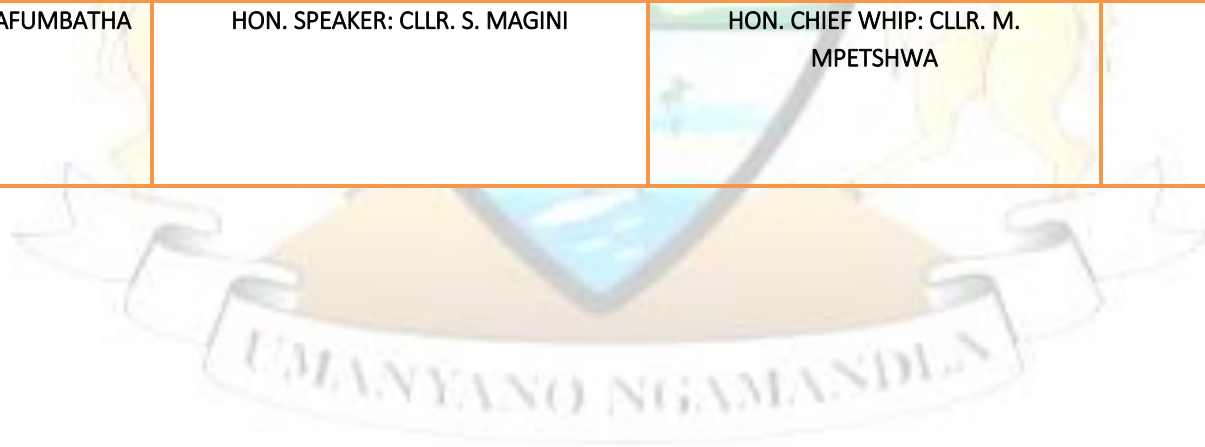 AFUMBATHA
HON. SPEAKER: CLLR. S. MAGINI
HON. CHIEF WHIP: CLLR. M.
MPETSHWA
UMANYANO NGAMANDLA